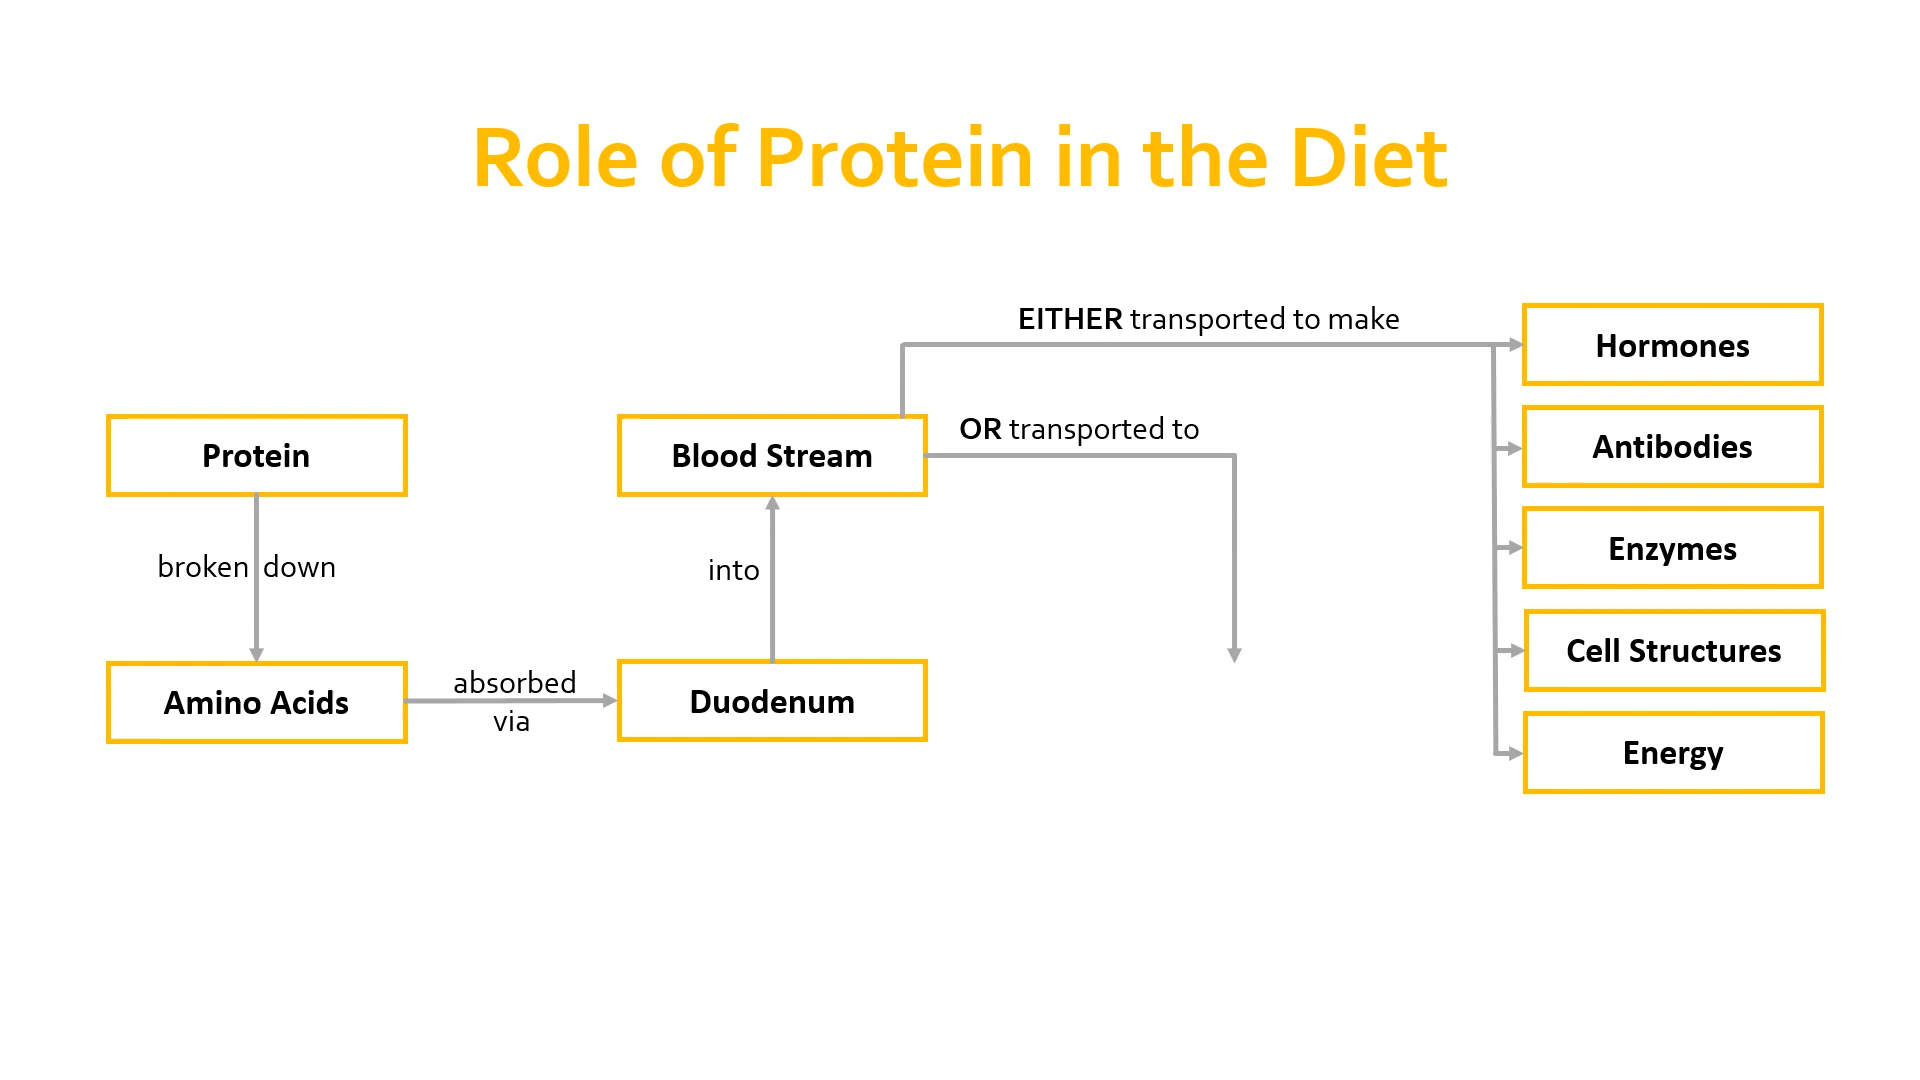 Role of Protein in the Diet
EITHER transported to make
Hormones
OR transported to
Antibodies
Protein
Blood Stream
Enzymes
broken down
into
Cell Structures
Amino Acids
absorbed
via
Duodenum
Energy